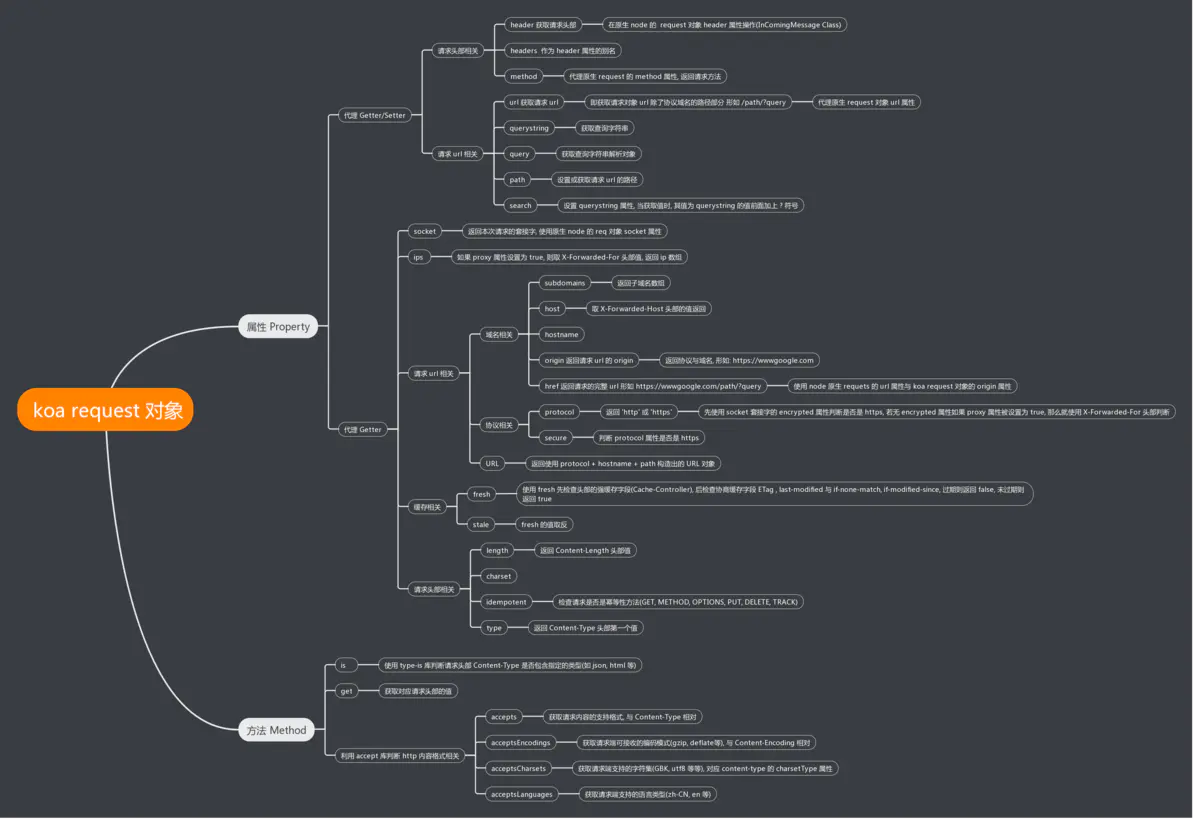 koa request 对象
属性 Property
代理 Getter/Setter
请求头部相关
header 获取请求头部
在原生 node 的 request 对象 header 属性操作(InComingMessage Class)
headers 作为 header 属性的别名
method
代理原生 request 的 method 属性, 返回请求方法
请求 url 相关
url 获取请求 url
即获取请求对象 url 除了协议域名的路径部分 形如 /path/?query
代理原生 request 对象 url 属性
querystring
获取查询字符串
query
获取查询字符串解析对象
path
设置或获取请求 url 的路径
search
设置 querystring 属性, 当获取值时, 其值为 querystring 的值前面加上 ? 符号
代理 Getter
socket
返回本次请求的套接字, 使用原生 node 的 req 对象 socket 属性
ips
如果 proxy 属性设置为 true, 则取 X-Forwarded-For 头部值, 返回 ip 数组
请求 url 相关
域名相关
subdomains
返回子域名数组
host
取 X-Forwarded-Host 头部的值返回
hostname
origin 返回请求 url 的 origin
返回协议与域名, 形如: https://wwwgoogle.com
href 返回请求的完整 url 形如 https://wwwgoogle.com/path/?query
使用 node 原生 requets 的 url 属性与 koa request 对象的 origin 属性
协议相关
protocol
返回 'http' 或 'https'
先使用 socket 套接字的 encrypted 属性判断是否是 https, 若无 encrypted 属性如果 proxy 属性被设置为 true, 那么就使用 X-Forwarded-For 头部判断
secure
判断 protocol 属性是否是 https
URL
返回使用 protocol + hostname + path 构造出的 URL 对象
缓存相关
fresh
使用 fresh 先检查头部的强缓存字段(Cache-Controller), 后检查协商缓存字段 ETag , last-modified 与 if-none-match, if-modified-since, 过期则返回 false, 未过期则
返回 true
stale
fresh 的值取反
请求头部相关
length
返回 Content-Length 头部值
charset
idempotent
检查请求是否是幂等性方法(GET, METHOD, OPTIONS, PUT, DELETE, TRACK)
type
返回 Content-Type 头部第一个值
方法 Method
is
使用 type-is 库判断请求头部 Content-Type 是否包含指定的类型(如 json, html 等)
get
获取对应请求头部的值
利用 accept 库判断 http 内容格式相关
accepts
获取请求内容的支持格式, 与 Content-Type 相对
acceptsEncodings
获取请求端可接收的编码模式(gzip, deflate等), 与 Content-Encoding 相对
acceptsCharsets
获取请求端支持的字符集(GBK, utf8 等等), 对应 content-type 的 charsetType 属性
acceptsLanguages
获取请求端支持的语言类型(zh-CN, en 等)